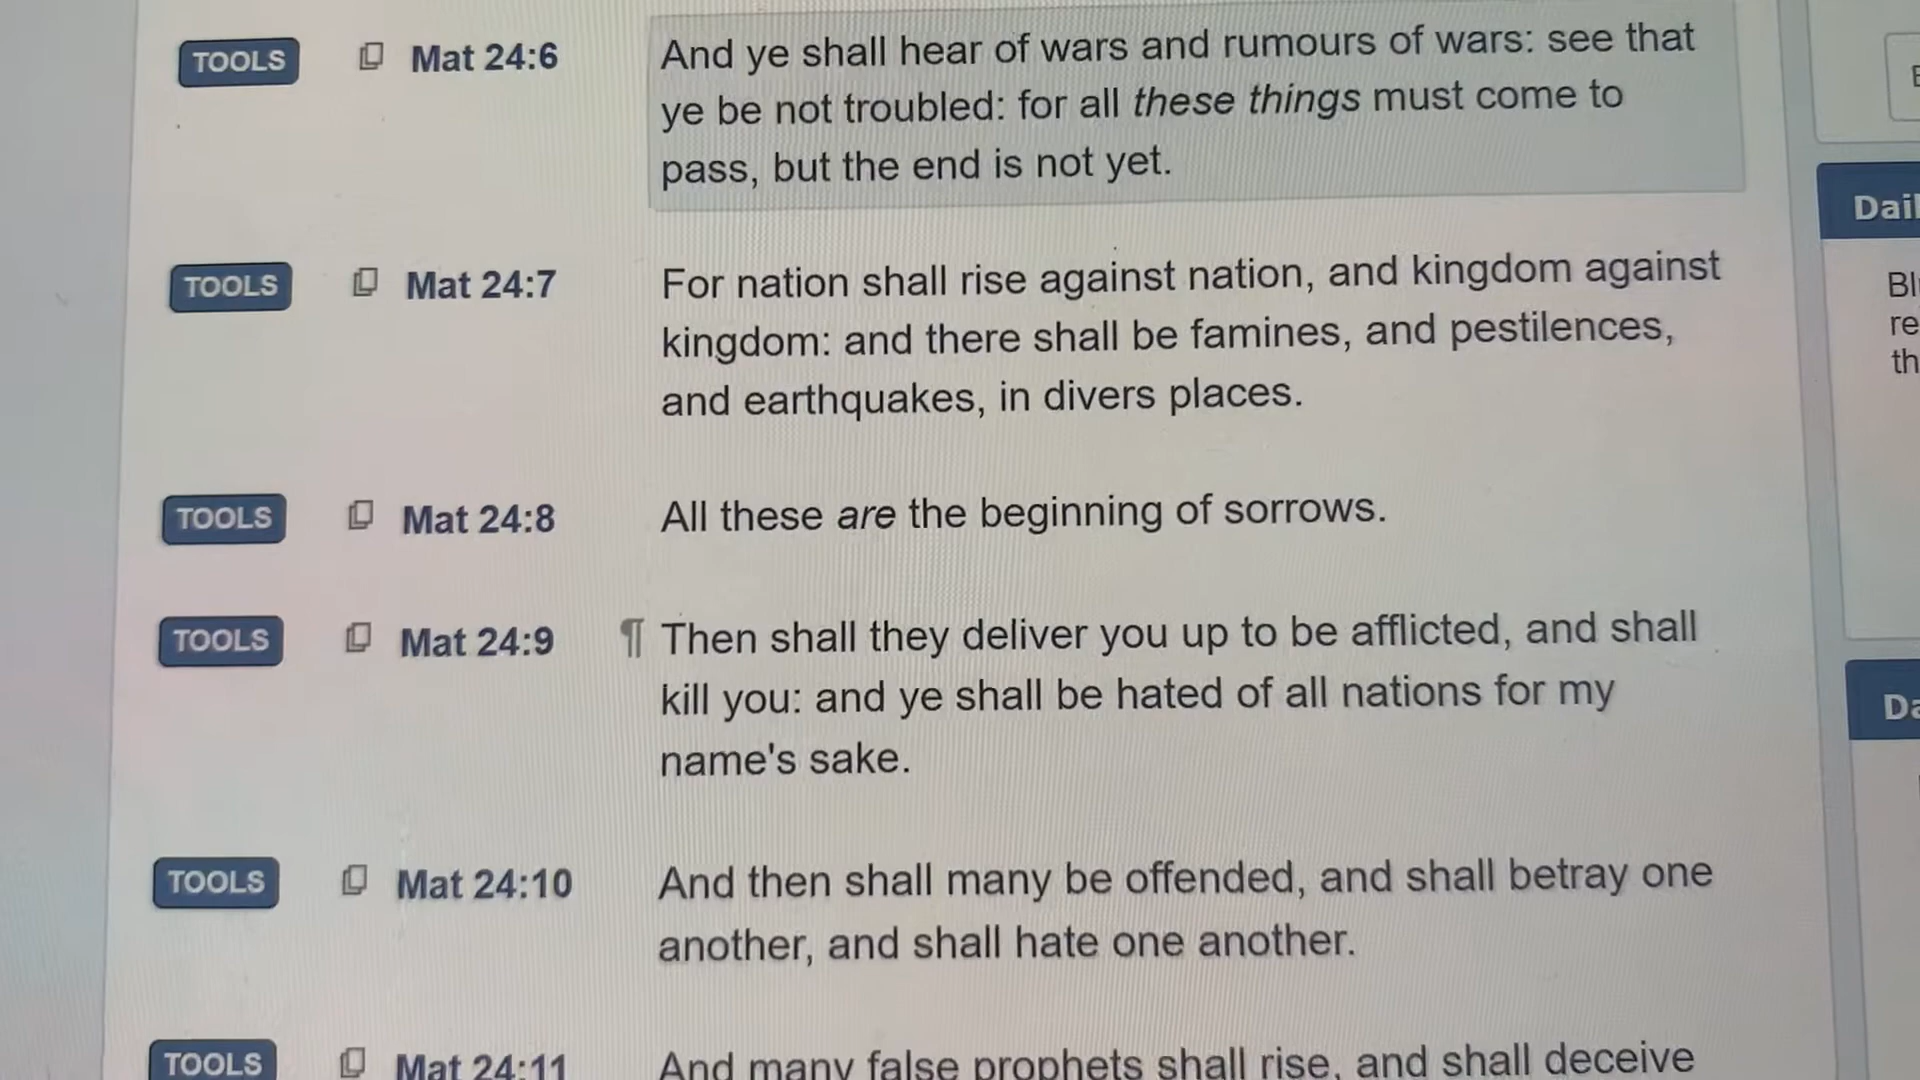 TOOLS Mat 24:6 And ye shall hear of wars and rumours of wars: see that
ye be not troubled: for all these things must come to
pass, but the end is not yet.
TOOLS Mat 24:7 For nation shall rise against nation, and kingdom against
kingdom: and there shall be famines, and pestilences,
and earthquakes, in divers places.
TOOLS Mat 24:8 All these are the beginning of sorrows.
TOOLS Mat 24:9 ¶ Then shall they deliver you up to be afflicted, and shall
kill you: and ye shall be hated of all nations for my
name's sake.
TOOLS Mat 24:10 And then shall many be offended, and shall betray one
another, and shall hate one another.
TOOLS Mat 24:11 And many false prophets shall rise, and shall deceive